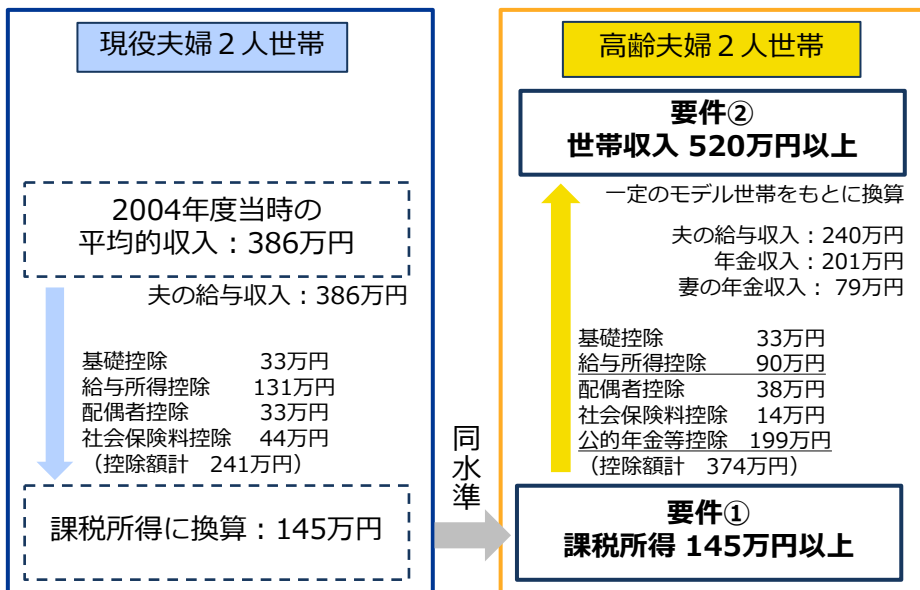 現役夫婦２人世帯
2004年度当時の
平均的収入：386万円
夫の給与収入：386万円
基礎控除 33万円
給与所得控除 131万円
配偶者控除 33万円
社会保険料控除 44万円
（控除額計 241万円）
課税所得に換算：145万円
同水準
高齢夫婦２人世帯
要件②
世帯収入 520万円以上
一定のモデル世帯をもとに換算
夫の給与収入：240万円
年金収入：201万円
妻の年金収入： 79万円
基礎控除 33万円
給与所得控除 90万円
配偶者控除 38万円
社会保険料控除 14万円
公的年金等控除 199万円
（控除額計 374万円）
要件①
課税所得 145万円以上